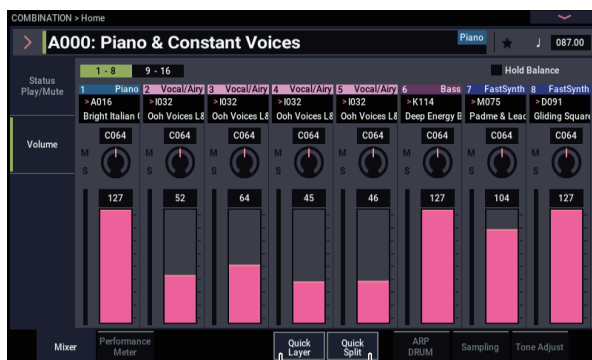 COMBINATION > Home
A000: Piano & Constant Voices
Piano
♩ 087.00
1 - 8 9 - 16
Hold Balance
Status
Play/Mute
Volume
1 Piano 2 Vocal/Airy 3 Vocal/Airy 4 Vocal/Airy 5 Vocal/Airy 6 Bass 7 FastSynth 8 FastSynth
>A016 >I032 >I032 >I032 >I032 >K114 >M075 >D091
Bright Italian Ooh Voices L& Ooh Voices L& Ooh Voices L& Ooh Voices L& Deep Energy B Padme & Lead Gliding Square
C064 C064 C064 C064 C064 C064 C064 C064
M M M M M M M M
S S S S S S S S
127 52 64 45 46 127 104 127
Mixer
Performance
Meter
Quick
Layer
Quick
Split
ARP
DRUM
Sampling
Tone Adjust